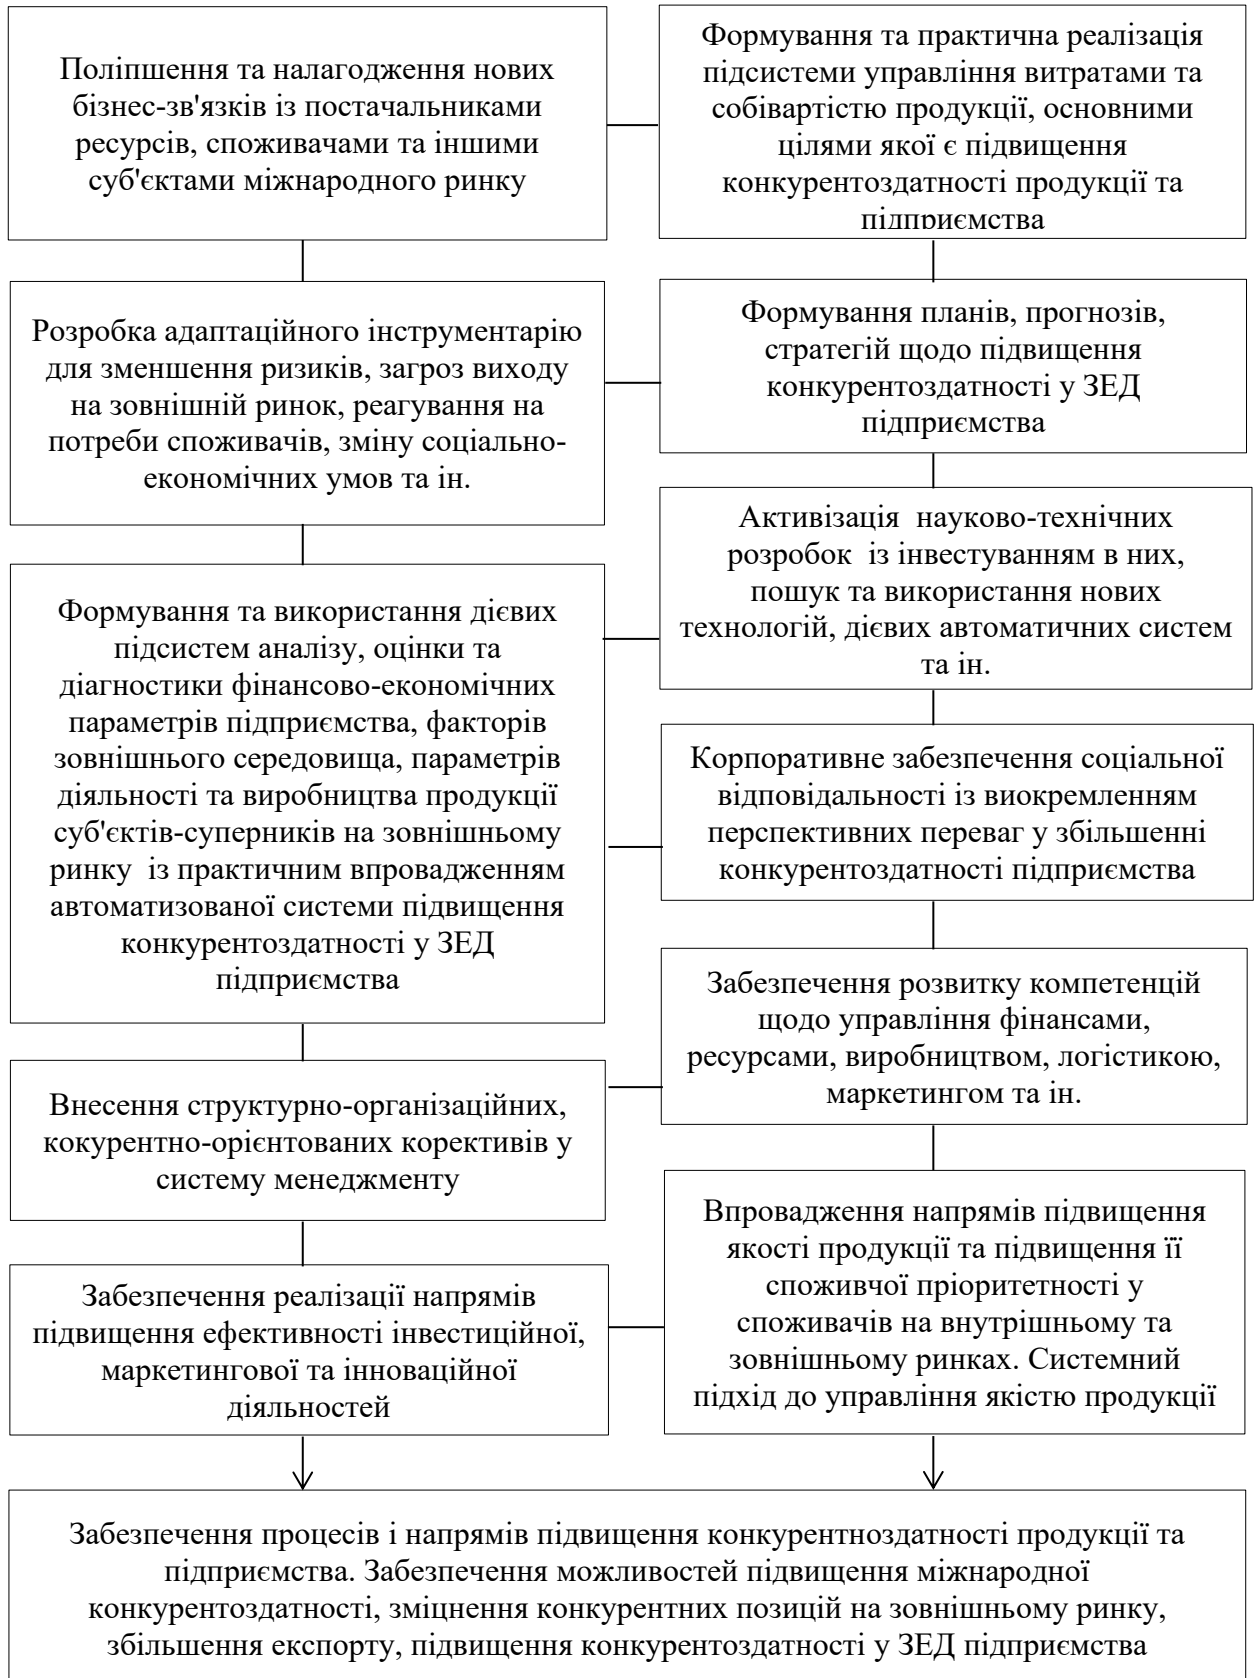 Поліпшення та налагодження нових
бізнес-зв'язків із постачальниками
ресурсів, споживачами та іншими
суб'єктами міжнародного ринку
Формування та практична реалізація
підсистеми управління витратами та
собівартістю продукції, основними
цілями якої є підвищення
конкурентоздатності продукції та
підприємства
Розробка адаптаційного інструментарію
для зменшення ризиків, загроз виходу
на зовнішній ринок, реагування на
потреби споживачів, зміну соціально-
економічних умов та ін.
Формування планів, прогнозів,
стратегій щодо підвищення
конкурентоздатності у ЗЕД
підприємства
Активізація  науково-технічних
розробок  із інвестуванням в них,
пошук та використання нових
технологій, дієвих автоматичних систем
та ін.
Формування та використання дієвих
підсистем аналізу, оцінки та
діагностики фінансово-економічних
параметрів підприємства, факторів
зовнішнього середовища, параметрів
діяльності та виробництва продукції
суб'єктів-суперників на зовнішньому
ринку  із практичним впровадженням
автоматизованої системи підвищення
конкурентоздатності у ЗЕД
підприємства
Корпоративне забезпечення соціальної
відповідальності із виокремленням
перспективних переваг у збільшенні
конкурентоздатності підприємства
Забезпечення розвитку компетенцій
щодо управління фінансами,
ресурсами, виробництвом, логістикою,
маркетингом та ін.
Внесення структурно-організаційних,
кокурентно-орієнтованих корективів у
систему менеджменту
Впровадження напрямів підвищення
якості продукції та підвищення її
споживчої пріоритетності у
споживачів на внутрішньому та
зовнішньому ринках. Системний
підхід до управління якістю продукції
Забезпечення реалізації напрямів
підвищення ефективності інвестиційної,
маркетингової та інноваційної
діяльностей
Забезпечення процесів і напрямів підвищення конкурентноздатності продукції та
підприємства. Забезпечення можливостей підвищення міжнародної
конкурентоздатності, зміцнення конкурентних позицій на зовнішньому ринку,
збільшення експорту, підвищення конкурентоздатності у ЗЕД підприємства